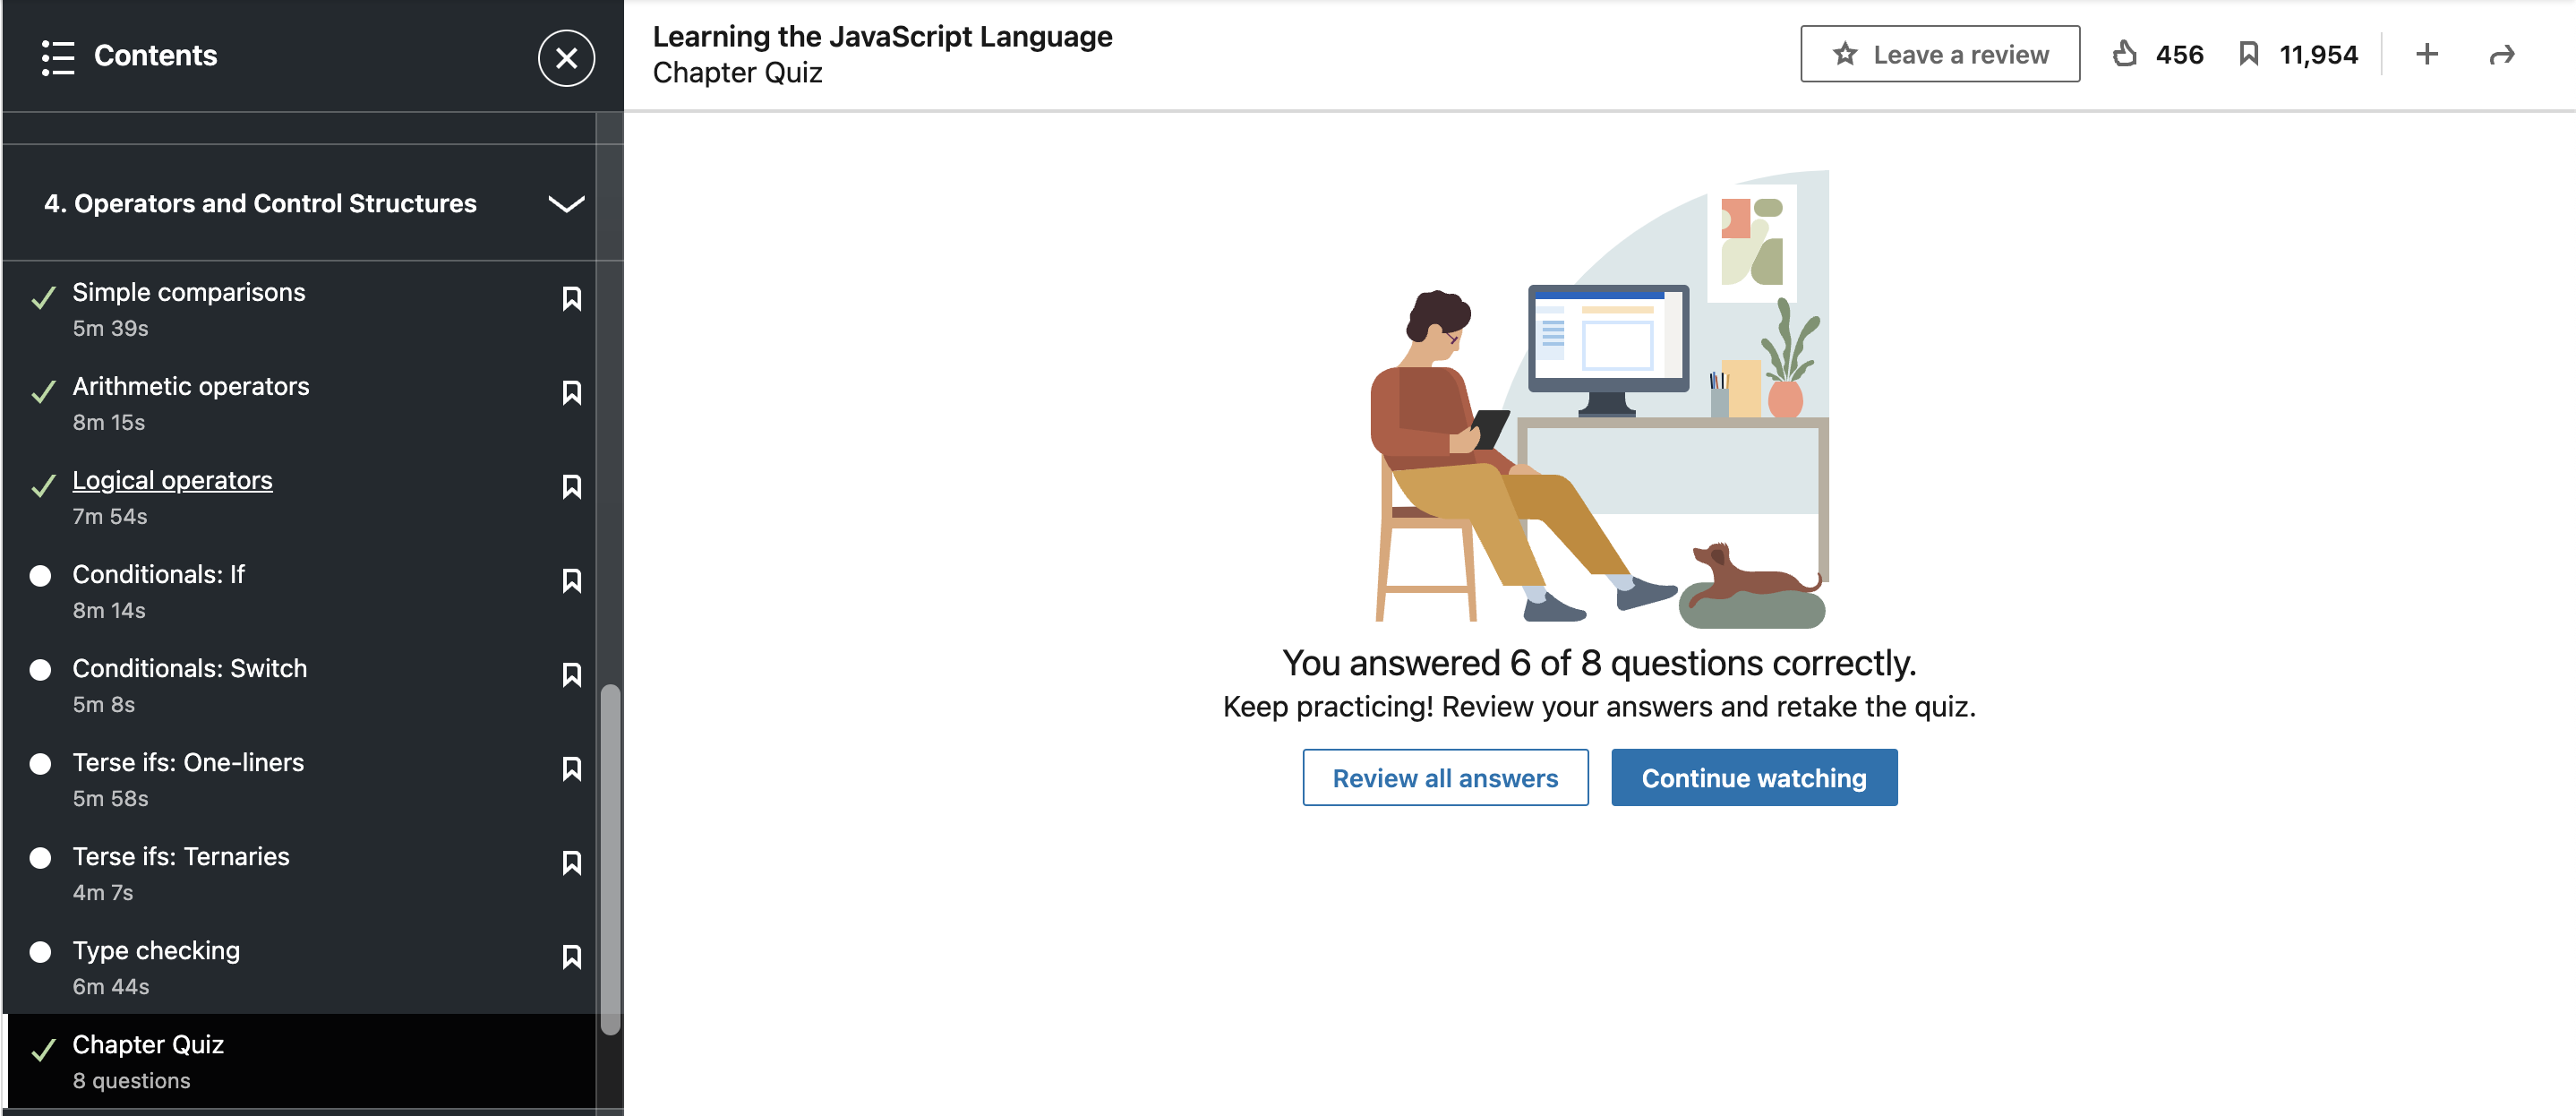 Contents
4. Operators and Control Structures
Simple comparisons
5m 39s
Arithmetic operators
8m 15s
Logical operators
7m 54s
Conditionals: If
8m 14s
Conditionals: Switch
5m 8s
Terse ifs: One-liners
5m 58s
Terse ifs: Ternaries
4m 7s
Type checking
6m 44s
Chapter Quiz
8 questions
Learning the JavaScript Language
Chapter Quiz
Leave a review
456
11,954
You answered 6 of 8 questions correctly.
Keep practicing! Review your answers and retake the quiz.
Review all answers
Continue watching